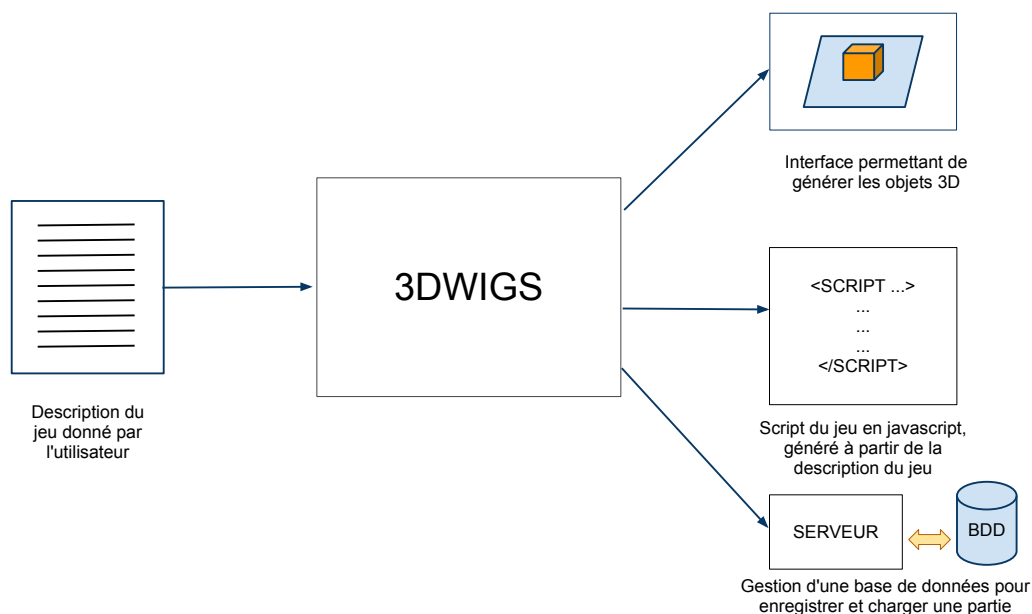 Interface permettant de
générer les objets 3D
3DWIGS
<SCRIPT ...>
...
...
...
</SCRIPT>
Description du
jeu donné par
l'utilisateur
Script du jeu en javascript,
généré à partir de la
description du jeu
SERVEUR
BDD
Gestion d'une base de données pour
enregistrer et charger une partie